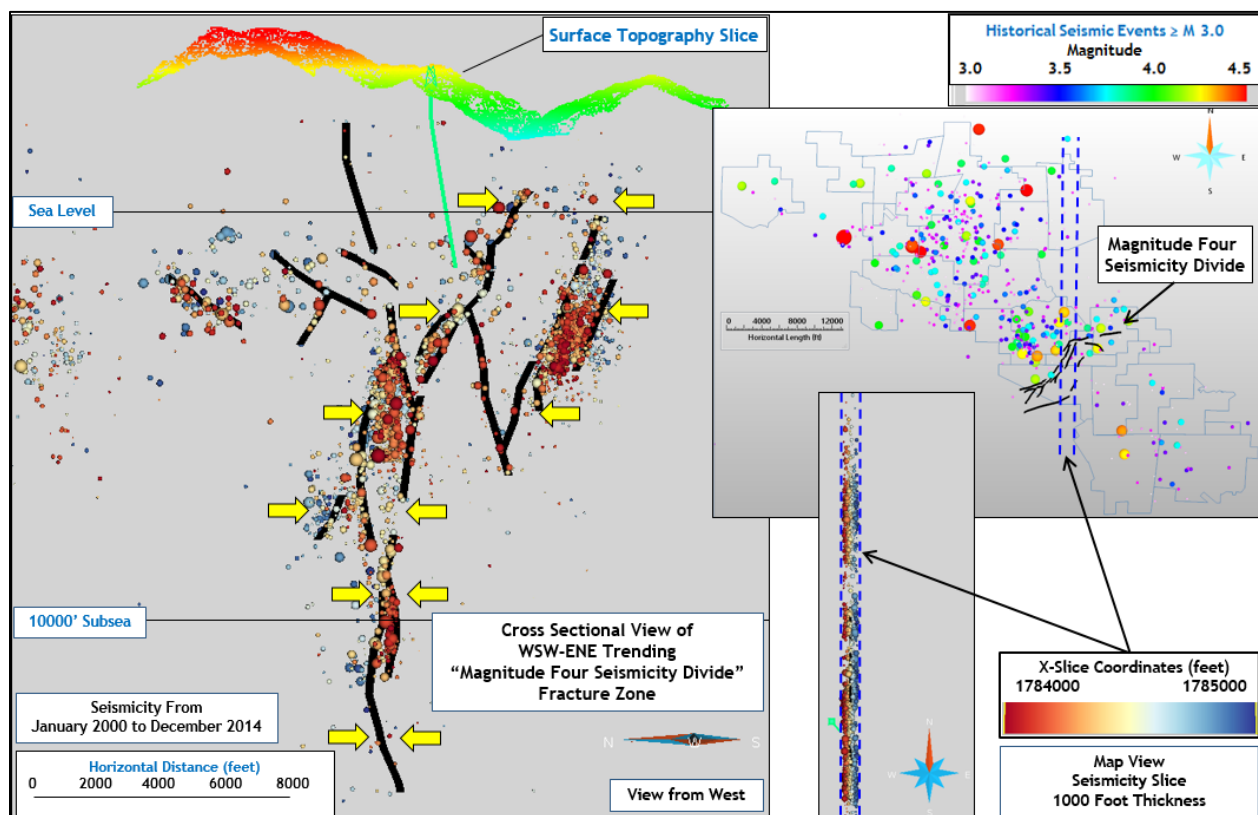 Surface Topography Slice
Sea Level
10000' Subsea
Seismicity From
January 2000 to December 2014
Horizontal Distance (feet)
0 2000 4000 6000 8000
Cross Sectional View of
WSW-ENE Trending
“Magnitude Four Seismicity Divide”
Fracture Zone
N W S
View from West
Historical Seismic Events ≥ M 3.0
Magnitude
3.0 3.5 4.0 4.5
N
W E
S
0 4000 8000 12000
Horizontal Length (ft)
Magnitude Four
Seismicity Divide
N
W E
S
X-Slice Coordinates (feet)
1784000 1785000
Map View
Seismicity Slice
1000 Foot Thickness